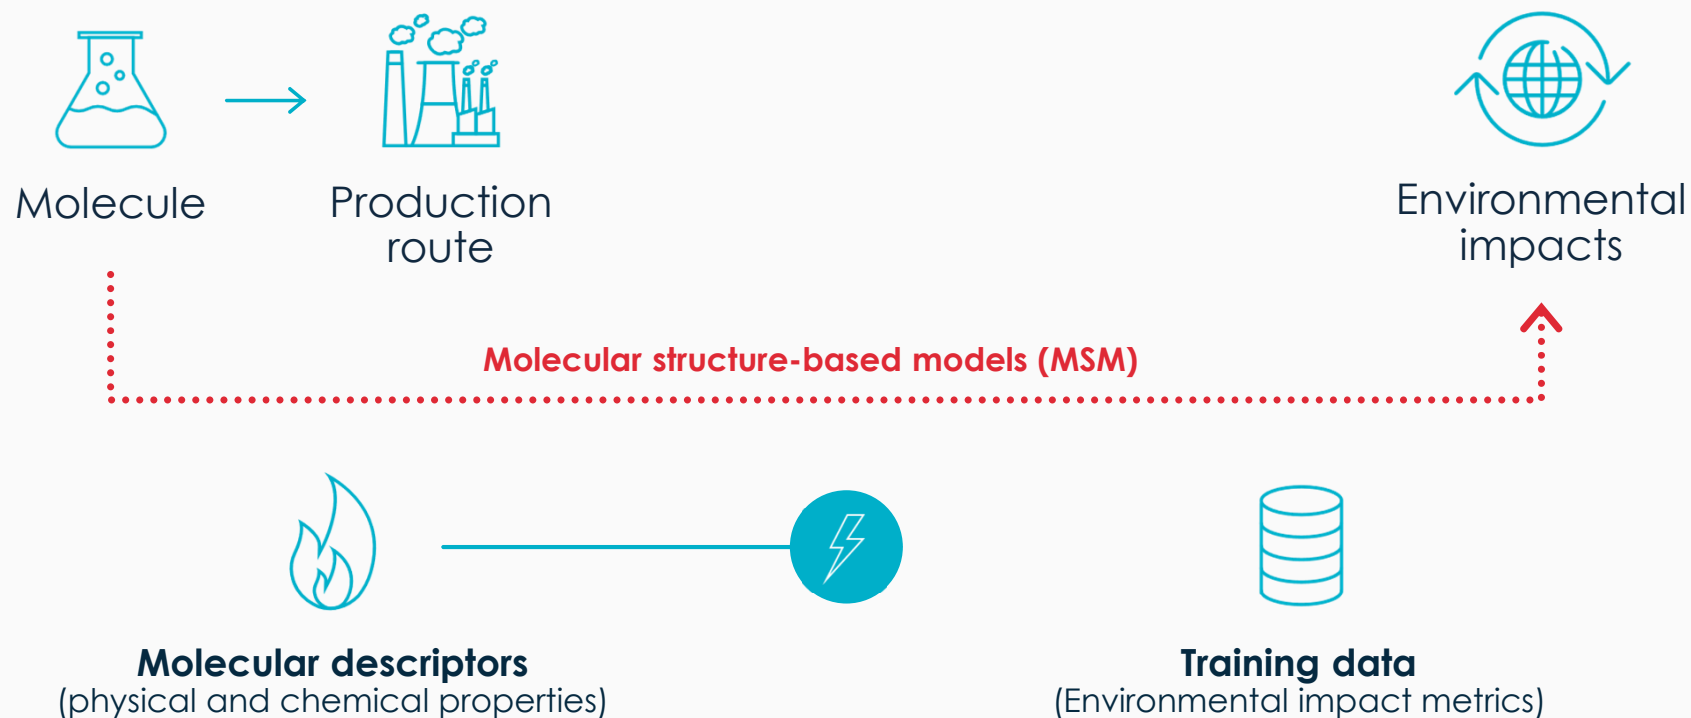 Molecule
Production
route
Environmental
impacts
Molecular structure-based models (MSM)
Molecular descriptors
(physical and chemical properties)
Training data
(Environmental impact metrics)